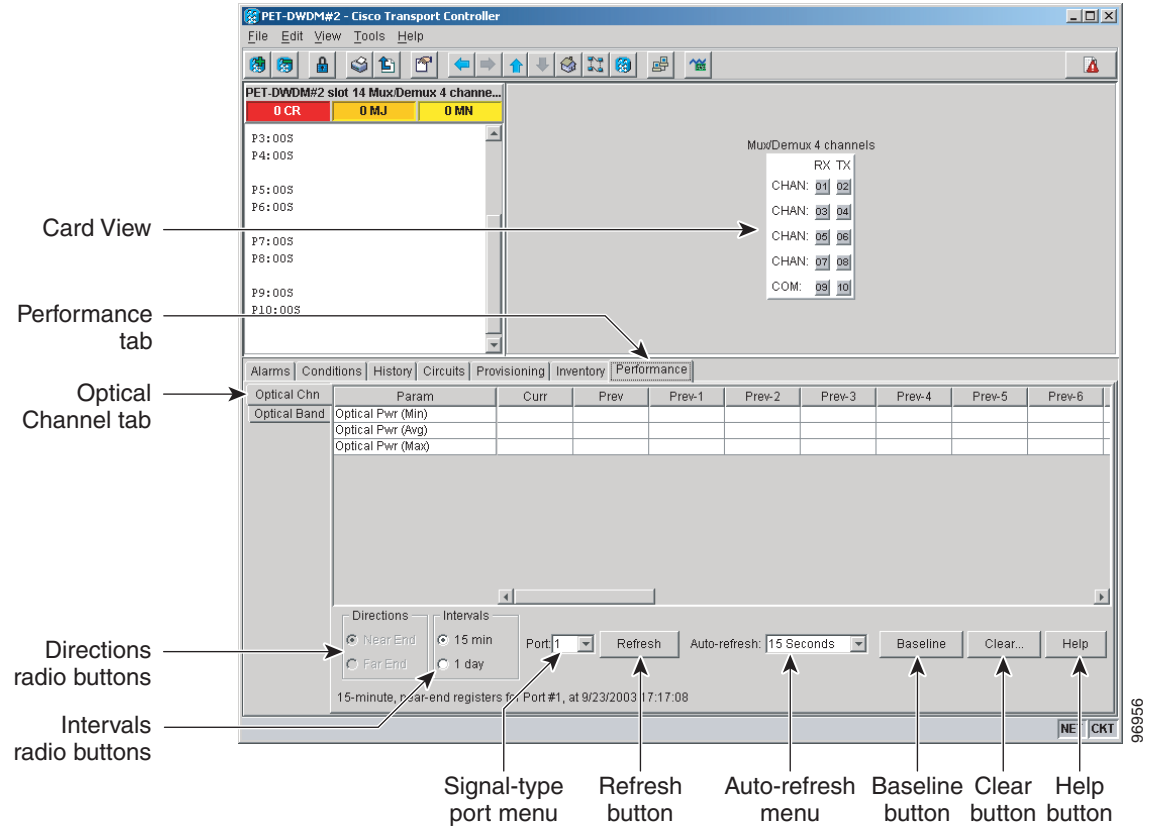 PET-DWDM#2 - Cisco Transport Controller
File Edit View Tools Help
PET-DWDM#2 slot 14 Mux/Demux 4 channe...
0 CR 0 MJ 0 MN
P3:OOS
P4:OOS
P5:OOS
P6:OOS
P7:OOS
P8:OOS
P9:OOS
P10:OOS
Mux/Demux 4 channels
RX TX
CHAN: 01 02
CHAN: 03 04
CHAN: 05 06
CHAN: 07 08
COM: 09 10
Card View
Performance
tab
Optical
Channel tab
Alarms Conditions History Circuits Provisioning Inventory Performance
Optical Chn
Optical Band
Param Curr Prev Prev-1 Prev-2 Prev-3 Prev-4 Prev-5 Prev-6
Optical Pwr (Min)
Optical Pwr (Avg)
Optical Pwr (Max)
Directions
Near End
Far End
Intervals
15 min
1 day
Port: 1 Refresh Auto-refresh: 15 Seconds Baseline Clear... Help
15-minute, near-end registers for Port #1, at 9/23/2003 17:17:08
NET CKT
Directions
radio buttons
Intervals
radio buttons
Signal-type
port menu
Refresh
button
Auto-refresh
menu
Baseline
button
Clear
button
Help
button
96956